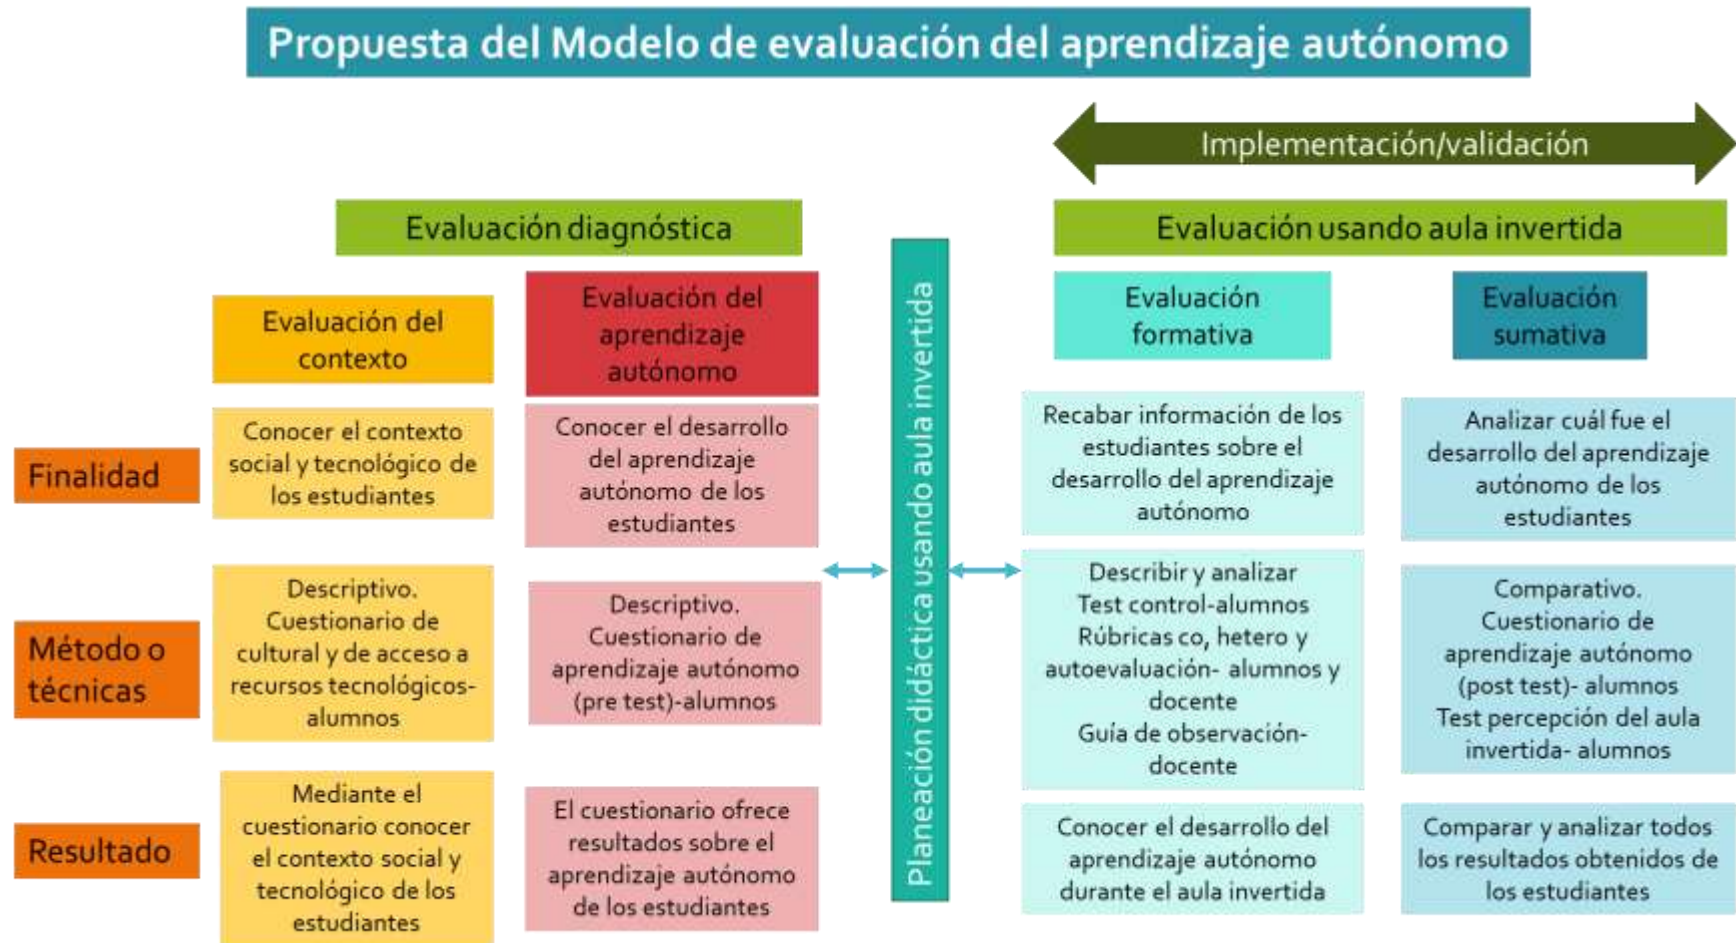 Propuesta del Modelo de evaluación del aprendizaje autónomo
Implementación/validación
Evaluación diagnóstica
Evaluación usando aula invertida
Evaluación del
contexto
Evaluación del
aprendizaje
autónomo
Evaluación
formativa
Evaluación
sumativa
Finalidad
Conocer el contexto
social y tecnológico de
los estudiantes
Conocer el desarrollo
del aprendizaje
autónomo de los
estudiantes
Planeación didáctica usando aula invertida
Recabar información de los
estudiantes sobre el
desarrollo del aprendizaje
autónomo
Analizar cuál fue el
desarrollo del aprendizaje
autónomo de los
estudiantes
Método o
técnicas
Descriptivo.
Cuestionario de
cultural y de acceso a
recursos tecnológicos-
alumnos
Descriptivo.
Cuestionario de
aprendizaje autónomo
(pre test)-alumnos
Describir y analizar
Test control-alumnos
Rúbricas co, hetero y
autoevaluación- alumnos y
docente
Guía de observación-
docente
Comparativo.
Cuestionario de
aprendizaje autónomo
(post test)- alumnos
Test percepción del aula
invertida- alumnos
Resultado
Mediante el
cuestionario conocer
el contexto social y
tecnológico de los
estudiantes
El cuestionario ofrece
resultados sobre el
aprendizaje autónomo
de los estudiantes
Conocer el desarrollo del
aprendizaje autónomo
durante el aula invertida
Comparar y analizar todos
los resultados obtenidos de
los estudiantes